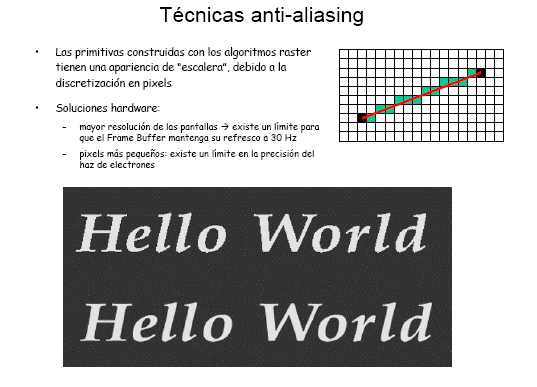 Técnicas anti-aliasing
• Las primitivas construidas con los algoritmos raster
tienen una apariencia de “escalera”, debido a la
discretización en pixels
• Soluciones hardware:
– mayor resolución de las pantallas → existe un límite para
que el Frame Buffer mantenga su refresco a 30 Hz
– pixels más pequeños: existe un límite en la precisión del
haz de electrones
Hello World
Hello World